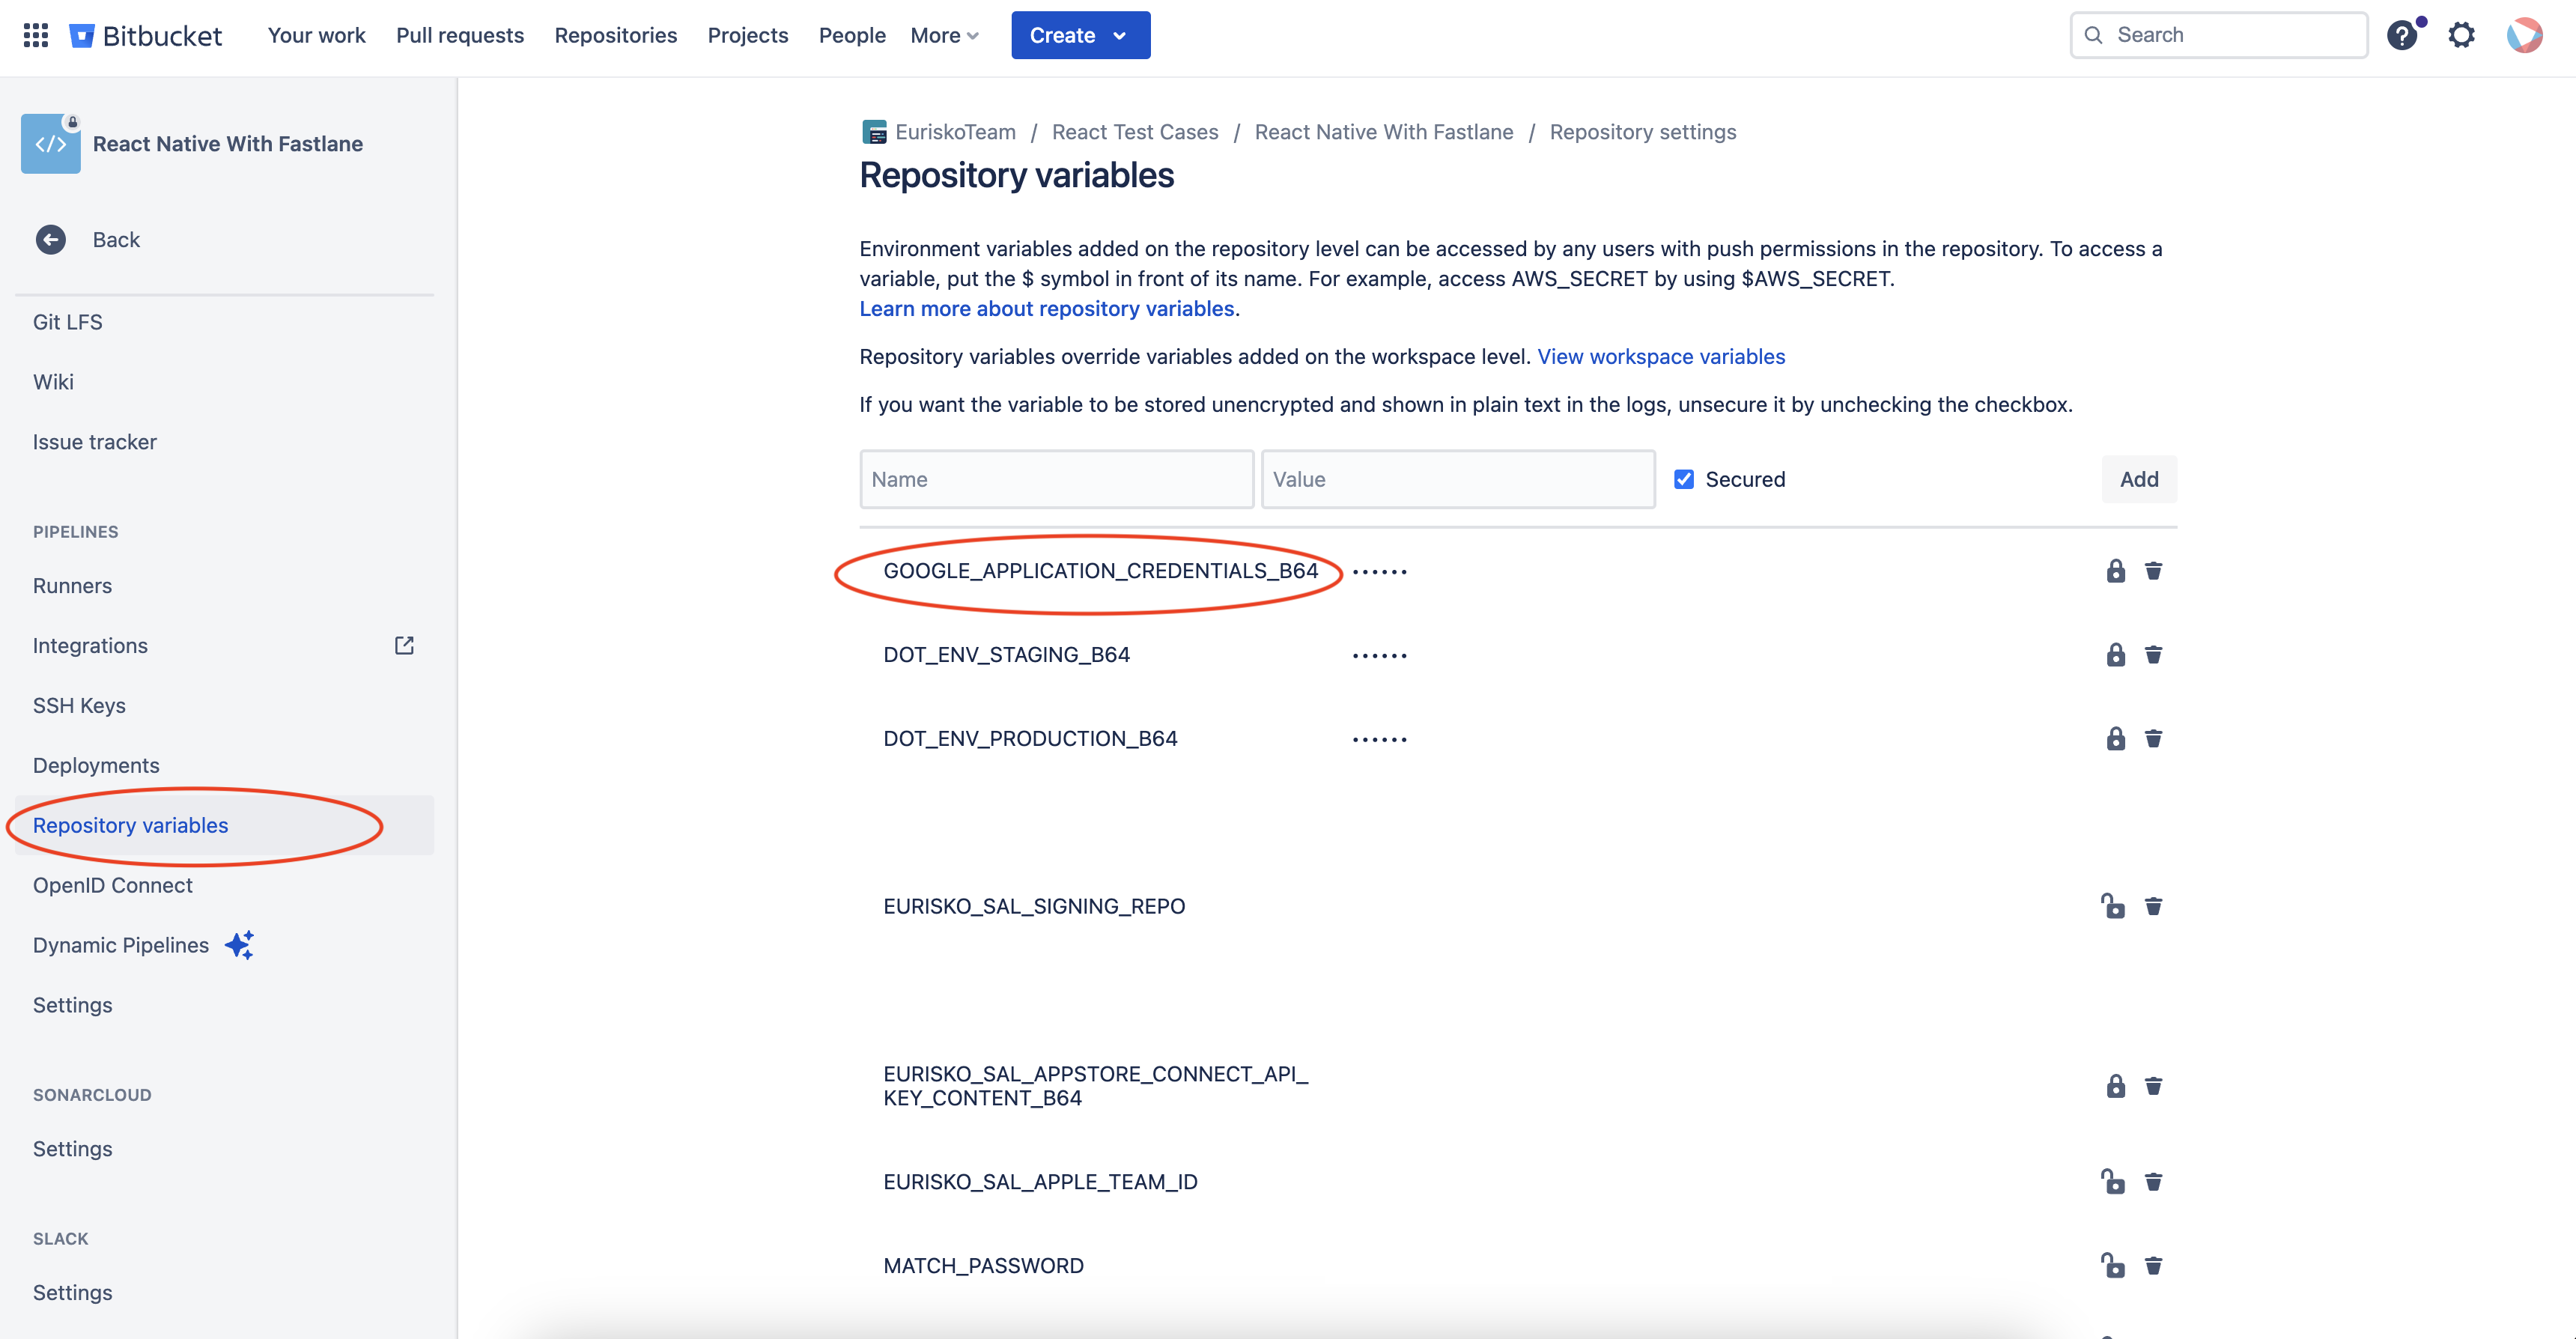 Bitbucket
Your work
Pull requests
Repositories
Projects
People
More
Create
Search
React Native With Fastlane
Back
Git LFS
Wiki
Issue tracker
PIPELINES
Runners
Integrations
SSH Keys
Deployments
Repository variables
OpenID Connect
Dynamic Pipelines
Settings
SONARCLOUD
Settings
SLACK
Settings
EuriskoTeam / React Test Cases / React Native With Fastlane / Repository settings
Repository variables
Environment variables added on the repository level can be accessed by any users with push permissions in the repository. To access a
variable, put the $ symbol in front of its name. For example, access AWS_SECRET by using $AWS_SECRET.
Learn more about repository variables.
Repository variables override variables added on the workspace level. View workspace variables
If you want the variable to be stored unencrypted and shown in plain text in the logs, unsecure it by unchecking the checkbox.
Name
Value
Secured
Add
GOOGLE_APPLICATION_CREDENTIALS_B64 ••••••
DOT_ENV_STAGING_B64 ••••••
DOT_ENV_PRODUCTION_B64 ••••••
EURISKO_SAL_SIGNING_REPO
EURISKO_SAL_APPSTORE_CONNECT_API_
KEY_CONTENT_B64
EURISKO_SAL_APPLE_TEAM_ID
MATCH_PASSWORD